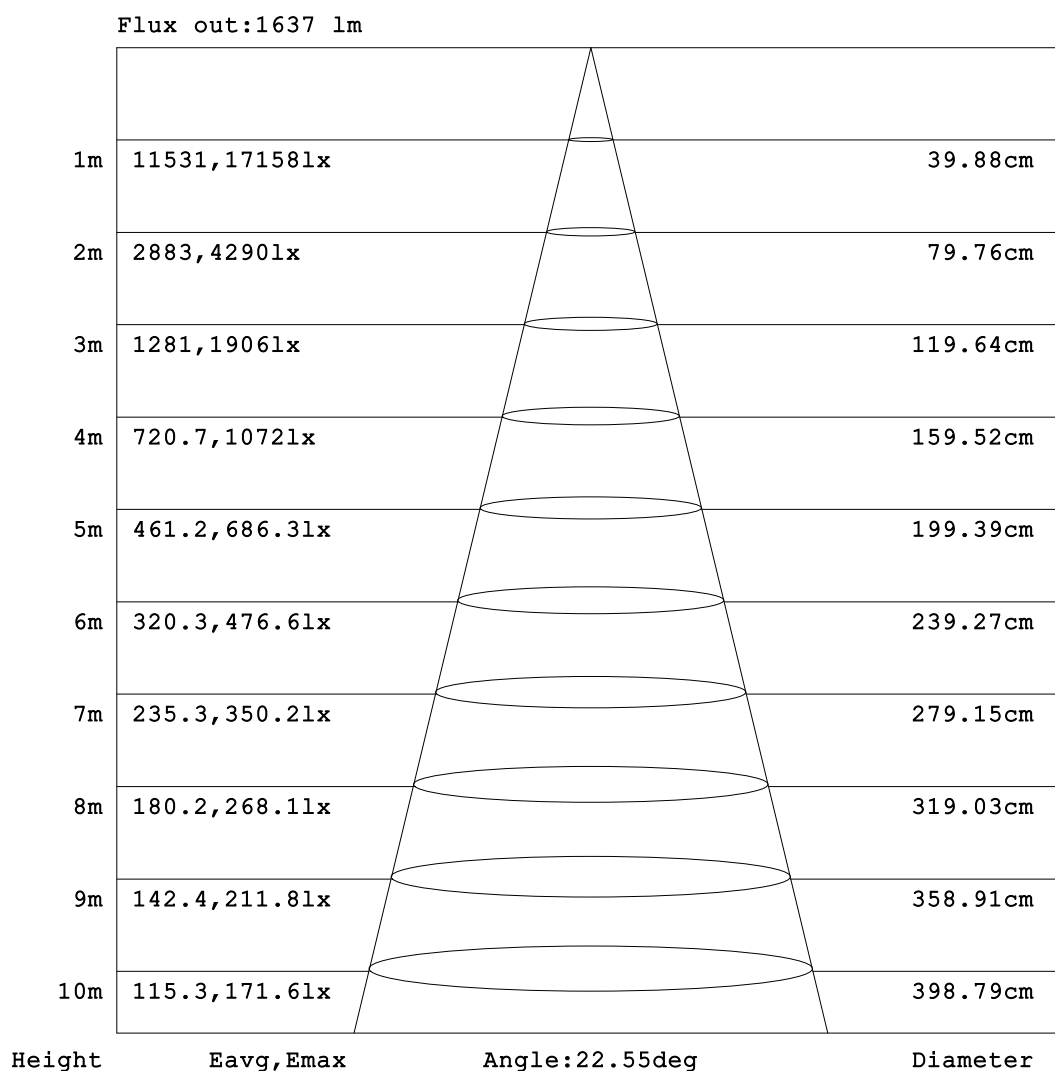 Flux out:1637 lm
1m 11531,17158lx 39.88cm
2m 2883,4290lx 79.76cm
3m 1281,1906lx 119.64cm
4m 720.7,1072lx 159.52cm
5m 461.2,686.3lx 199.39cm
6m 320.3,476.6lx 239.27cm
7m 235.3,350.2lx 279.15cm
8m 180.2,268.1lx 319.03cm
9m 142.4,211.8lx 358.91cm
10m 115.3,171.6lx 398.79cm
Height Eavg,Emax Angle:22.55deg Diameter